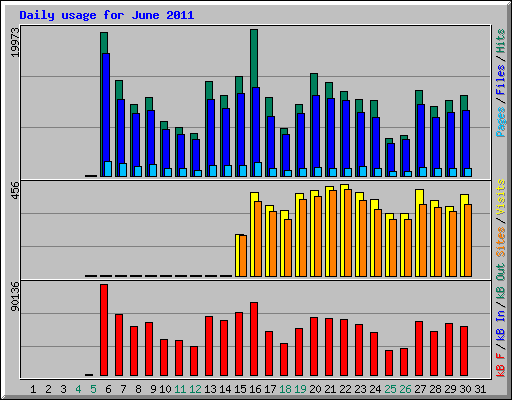 Daily usage for June 2011
19973
Pages / Files / Hits
456
Sites / Visits
90136
kB F / kB In / kB Out
1 2 3 4 5 6 7 8 9 10 11 12 13 14 15 16 17 18 19 20 21 22 23 24 25 26 27 28 29 30 31